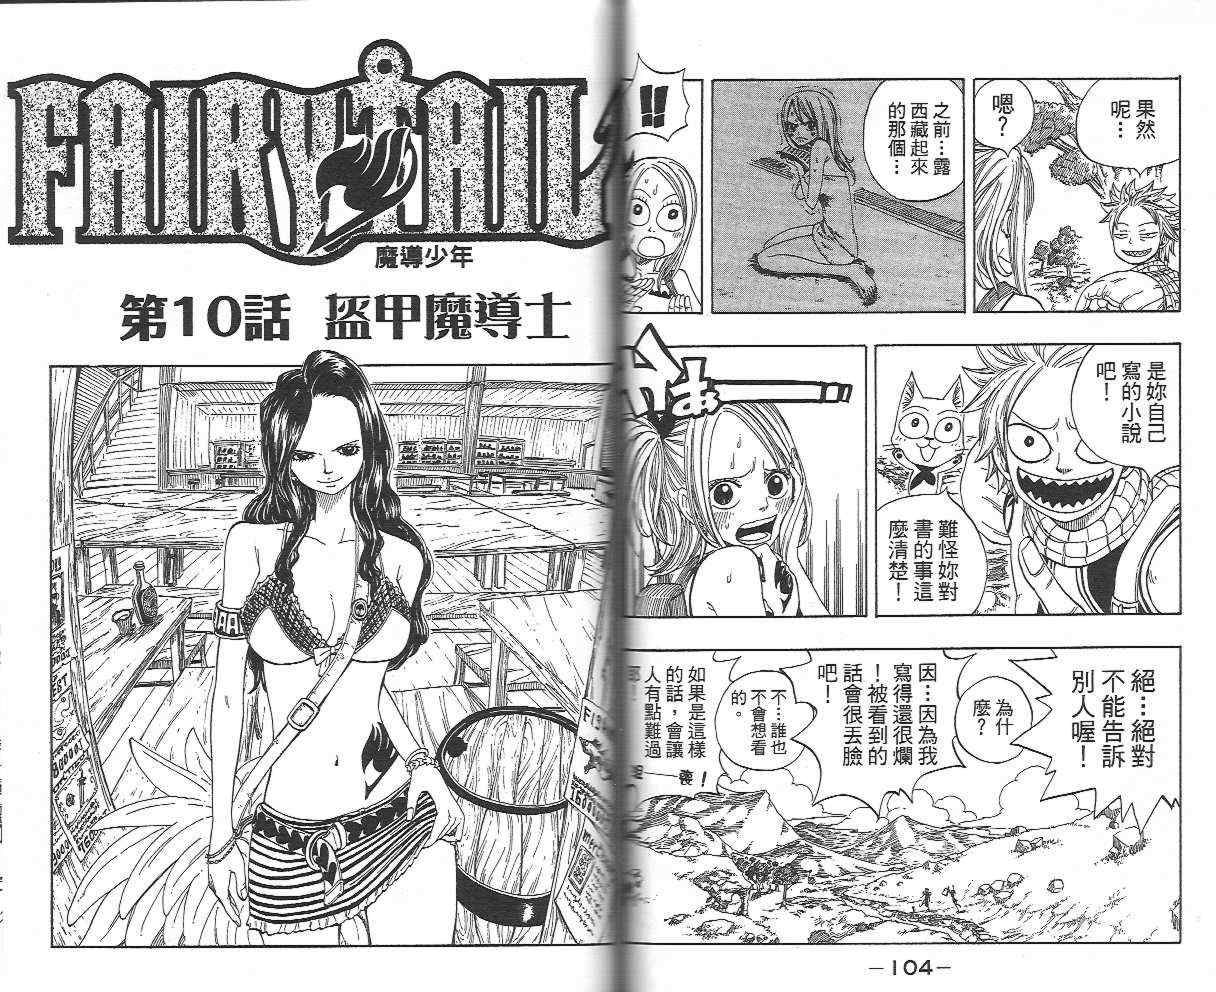 果然
呢…
嗯?
之前…露
西藏起來
的那個…
!!
是妳自己
寫的小說
吧!
難怪妳對
書的事這
麼清楚!
絕…絕對
不能告訴
別人喔!
為什
麼?
因…因為我
寫得還很爛
!被看到的
話會很丟臉
吧!
不…誰也
不會想看
的。
如果是這樣
的話,會讓
人有點難過
喪!
-104-
FAIRY TAIL
魔導少年
第10話 盔甲魔導士